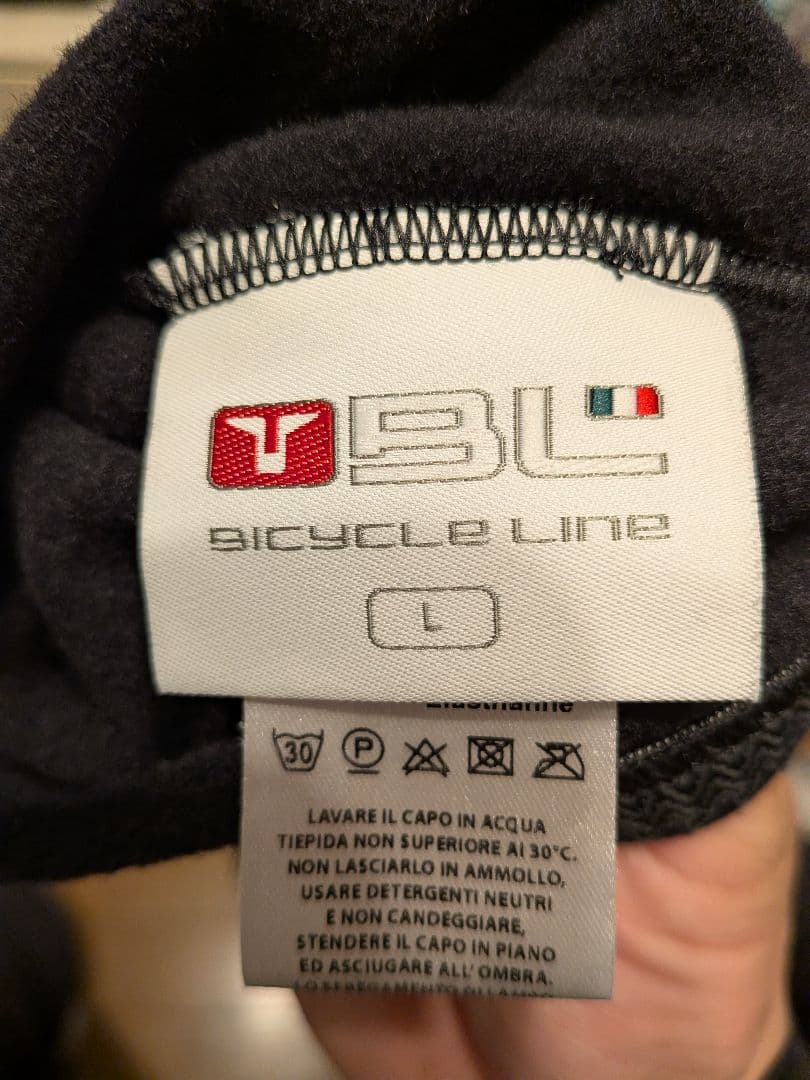 BL
BICYCLE LINE
L
30 P
LAVARE IL CAPO IN ACQUA
TIEPIDA NON SUPERIORE AI 30°C.
NON LASCIARLO IN AMMOLLO,
USARE DETERGENTI NEUTRI
E NON CANDEGGIARE,
STENDERE IL CAPO IN PIANO
ED ASCIUGARE ALL'OMBRA.